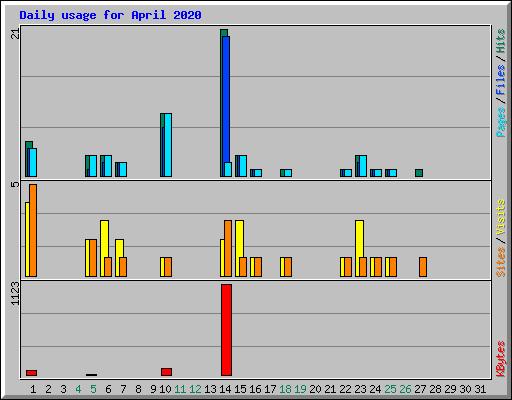 Daily usage for April 2020
21
5
1123
Pages / Files / Hits
Sites / Visits
KBytes
1 2 3 4 5 6 7 8 9 10 11 12 13 14 15 16 17 18 19 20 21 22 23 24 25 26 27 28 29 30 31